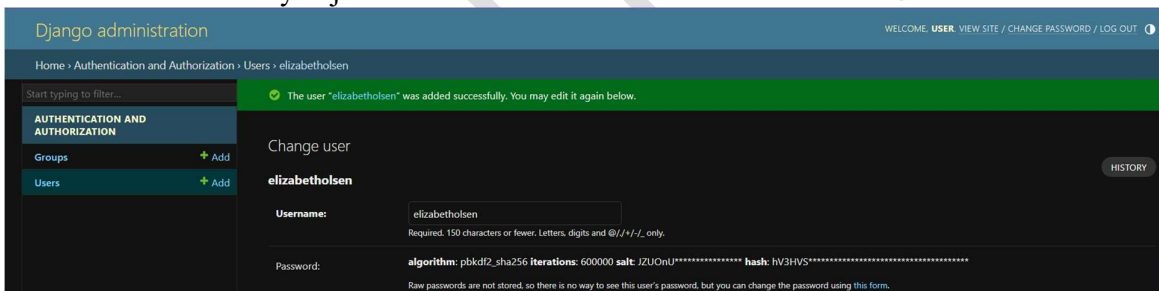 Django administration
WELCOME, USER. VIEW SITE / CHANGE PASSWORD / LOG OUT
Home › Authentication and Authorization › Users › elizabetholsen
Start typing to filter...
The user “elizabetholsen” was added successfully. You may edit it again below.
AUTHENTICATION AND
AUTHORIZATION
Groups + Add
Users + Add
Change user
HISTORY
elizabetholsen
Username: elizabetholsen
Required. 150 characters or fewer. Letters, digits and @/./+/-/_ only.
Password: algorithm: pbkdf2_sha256 iterations: 600000 salt: JZUOnU**************** hash: hV3HVS**************************************
Raw passwords are not stored, so there is no way to see this user’s password, but you can change the password using this form.